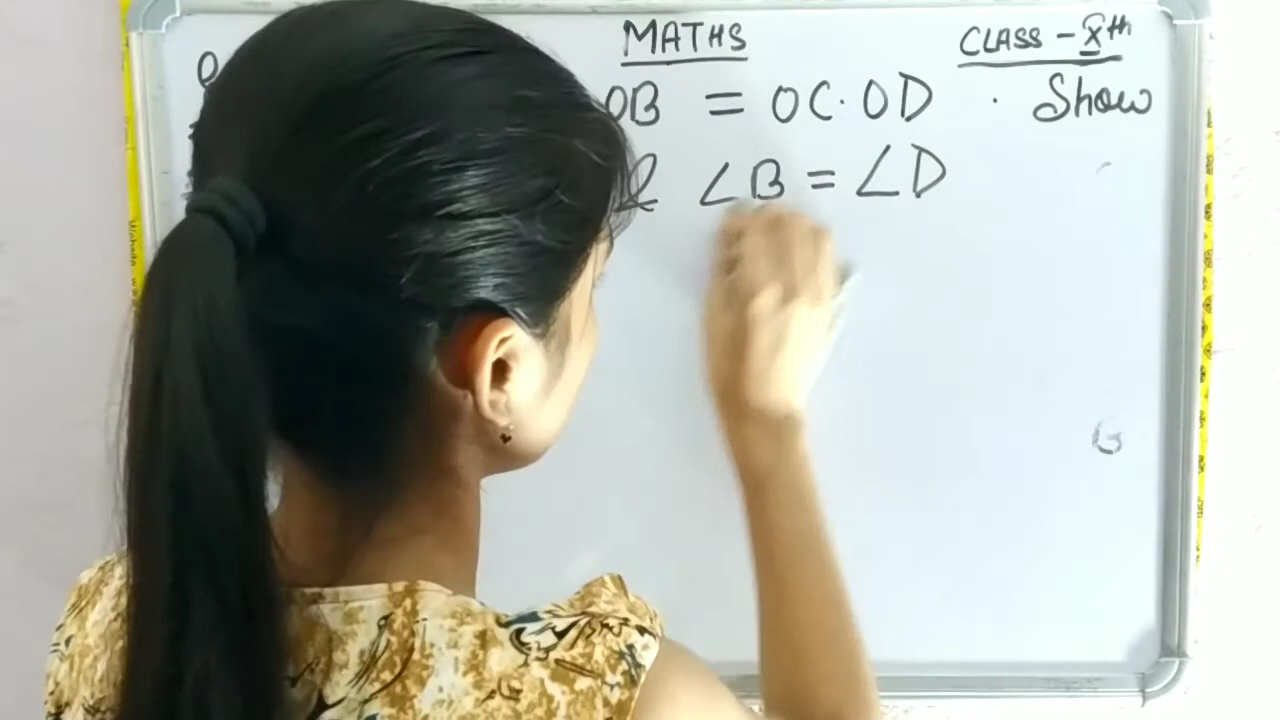 MATHS CLASS - Xth
Q OB = OC. OD . Show
& ∠B = ∠D
G